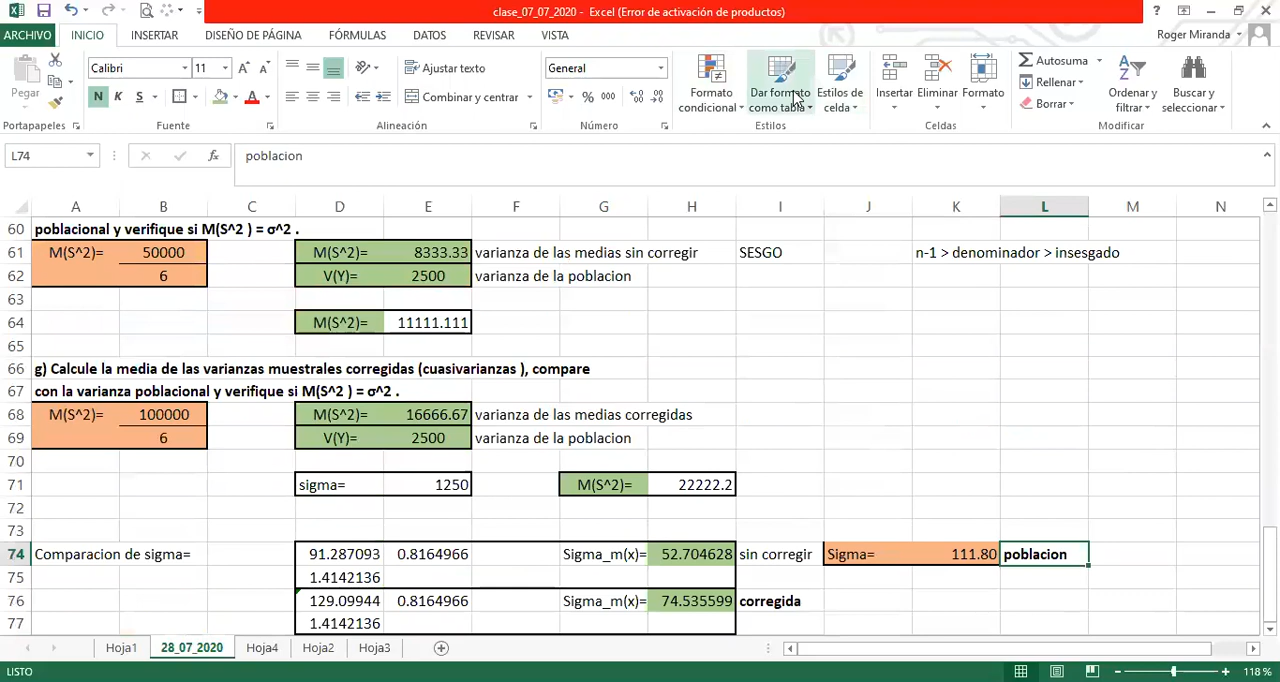 clase_07_07_2020 - Excel (Error de activación de productos)
ARCHIVO INICIO INSERTAR DISEÑO DE PÁGINA FÓRMULAS DATOS REVISAR VISTA Roger Miranda
Pegar
Calibri 11
N K S
Ajustar texto
Combinar y centrar
General
% 000
Formato condicional
Dar formato como tabla
Estilos de celda
Insertar Eliminar Formato
Autosuma
Rellenar
Borrar
Ordenar y filtrar
Buscar y seleccionar
Portapapeles Fuente Alineación Número Estilos Celdas Modificar
L74 fx poblacion
A B C D E F G H I J K L M N
60 poblacional y verifique si M(S^2 ) = σ^2 .
61 M(S^2)= 50000 M(S^2)= 8333.33 varianza de las medias sin corregir SESGO n-1 > denominador > insesgado
62 6 V(Y)= 2500 varianza de la poblacion
63
64 M(S^2)= 11111.111
65
66 g) Calcule la media de las varianzas muestrales corregidas (cuasivarianzas ), compare
67 con la varianza poblacional y verifique si M(S^2 ) = σ^2 .
68 M(S^2)= 100000 M(S^2)= 16666.67 varianza de las medias corregidas
69 6 V(Y)= 2500 varianza de la poblacion
70
71 sigma= 1250 M(S^2)= 22222.2
72
73
74 Comparacion de sigma= 91.287093 0.8164966 Sigma_m(x)= 52.704628 sin corregir Sigma= 111.80 poblacion
75 1.4142136
76 129.09944 0.8164966 Sigma_m(x)= 74.535599 corregida
77 1.4142136
Hoja1 28_07_2020 Hoja4 Hoja2 Hoja3
LISTO 118 %